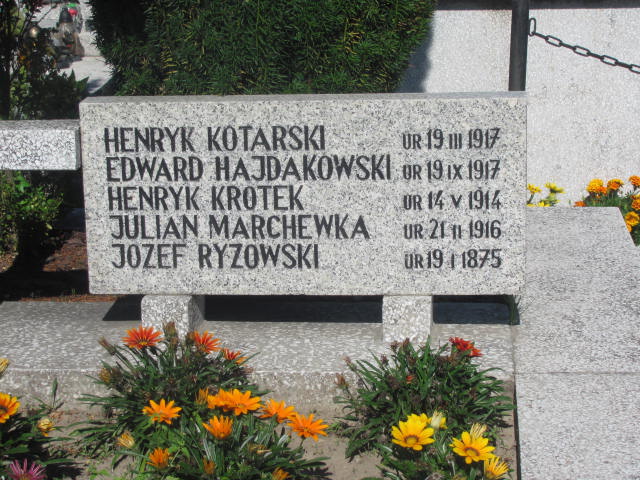 HENRYK KOTARSKI UR 19 III 1917
EDWARD HAJDAKOWSKI UR 19 IX 1917
HENRYK KROTEK UR 14 V 1914
JULIAN MARCHEWKA UR 21 II 1916
JOZEF RYZOWSKI UR 19 I 1875